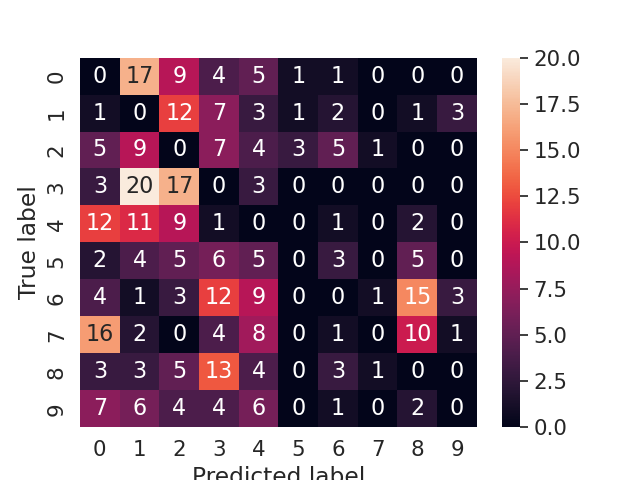 0 0 17 9 4 5 1 1 0 0 0 20.0
1 1 0 12 7 3 1 2 0 1 3 17.5
2 5 9 0 7 4 3 5 1 0 0 15.0
3 3 20 17 0 3 0 0 0 0 0 12.5
4 12 11 9 1 0 0 1 0 2 0 10.0
5 2 4 5 6 5 0 3 0 5 0 7.5
6 4 1 3 12 9 0 0 1 15 3 5.0
7 16 2 0 4 8 0 1 0 10 1 2.5
8 3 3 5 13 4 0 3 1 0 0 0.0
9 7 6 4 4 6 0 1 0 2 0
0 1 2 3 4 5 6 7 8 9
True label
Predicted label